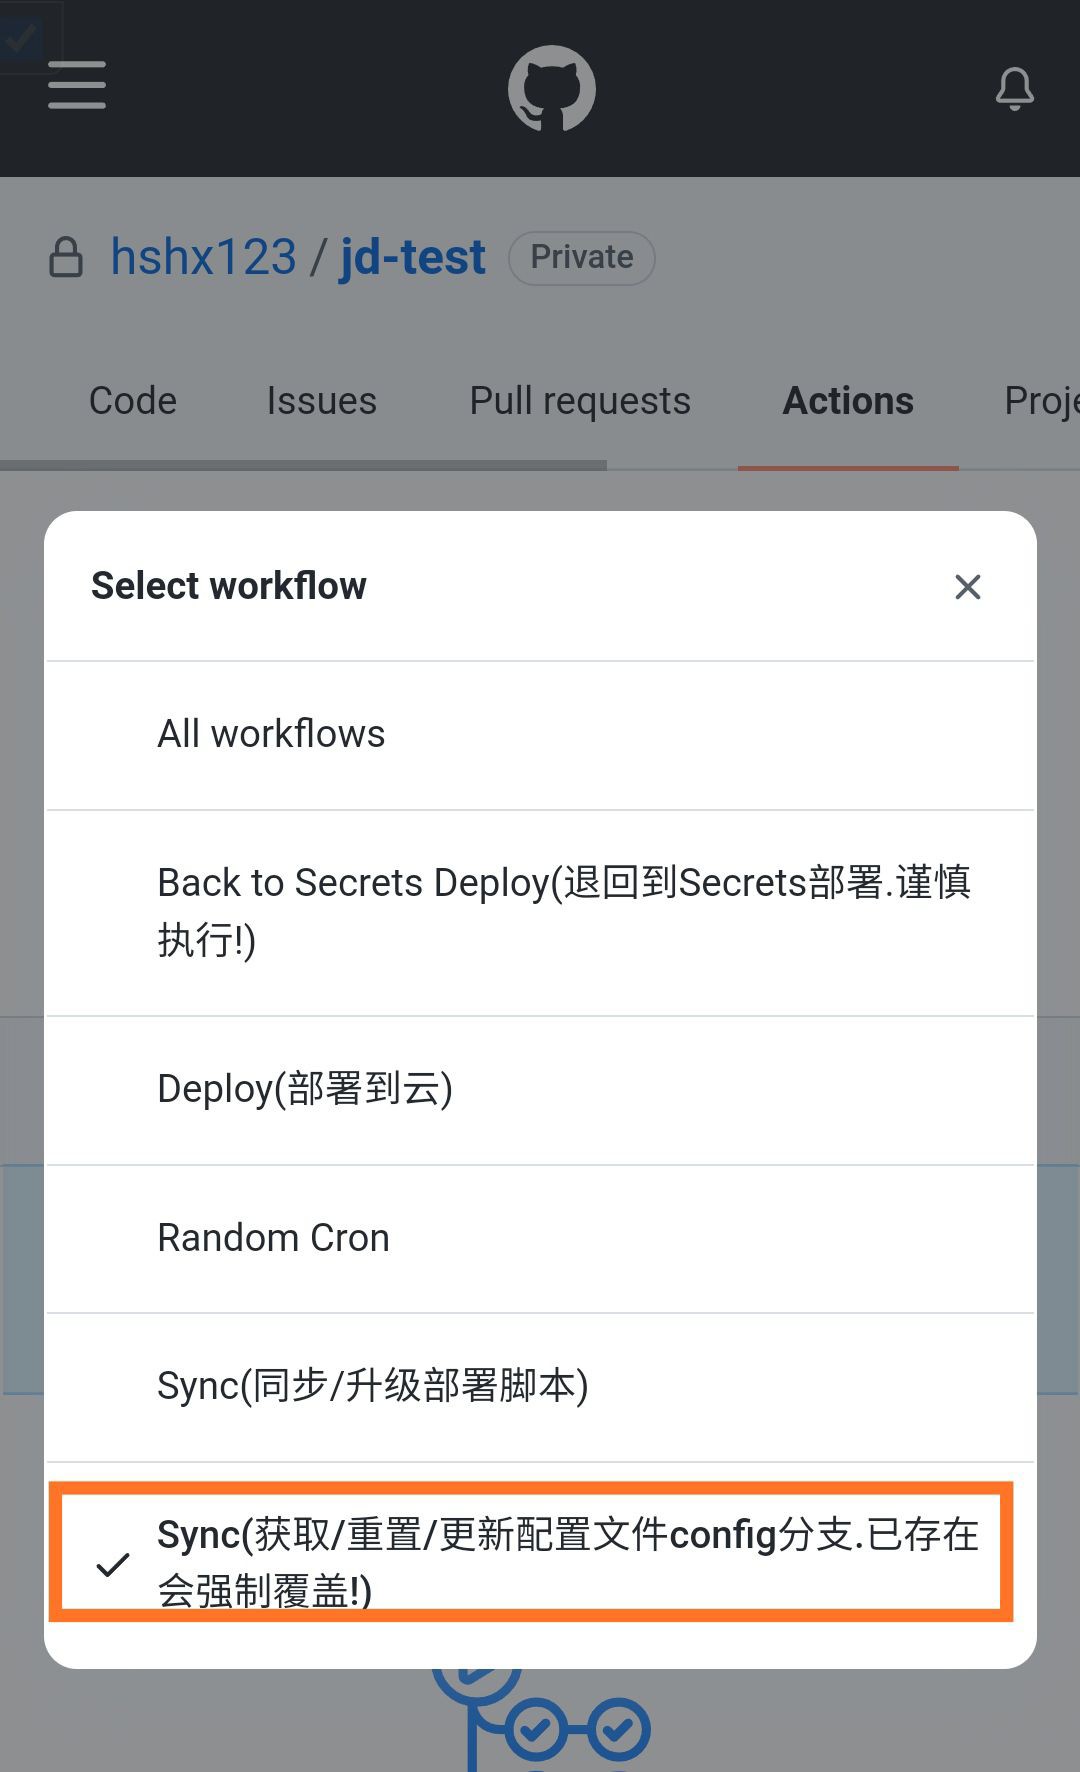 hshx123 / jd-test Private
Code Issues Pull requests Actions Proje
Select workflow
All workflows
Back to Secrets Deploy(退回到Secrets部署.谨慎
执行!)
Deploy(部署到云)
Random Cron
Sync(同步/升级部署脚本)
Sync(获取/重置/更新配置文件config分支.已存在
会强制覆盖!)